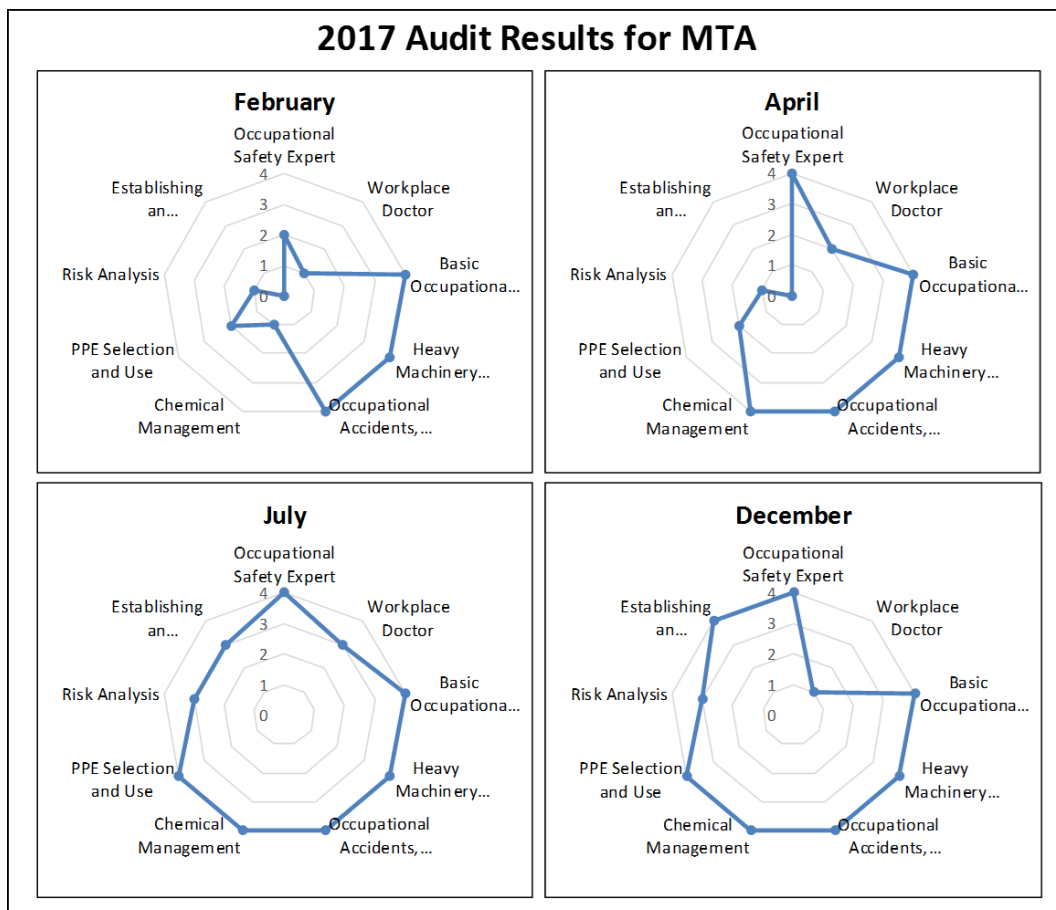 2017 Audit Results for MTA
February
Occupational
Safety Expert
Workplace
Doctor
Basic
Occupationa...
Heavy
Machinery...
Occupational
Accidents,...
Chemical
Management
PPE Selection
and Use
Risk Analysis
Establishing
an...
4
3
2
1
0
April
Occupational
Safety Expert
Workplace
Doctor
Basic
Occupationa...
Heavy
Machinery...
Occupational
Accidents,...
Chemical
Management
PPE Selection
and Use
Risk Analysis
Establishing
an...
4
3
2
1
0
July
Occupational
Safety Expert
Workplace
Doctor
Basic
Occupationa...
Heavy
Machinery...
Occupational
Accidents,...
Chemical
Management
PPE Selection
and Use
Risk Analysis
Establishing
an...
4
3
2
1
0
December
Occupational
Safety Expert
Workplace
Doctor
Basic
Occupationa...
Heavy
Machinery...
Occupational
Accidents,...
Chemical
Management
PPE Selection
and Use
Risk Analysis
Establishing
an...
4
3
2
1
0